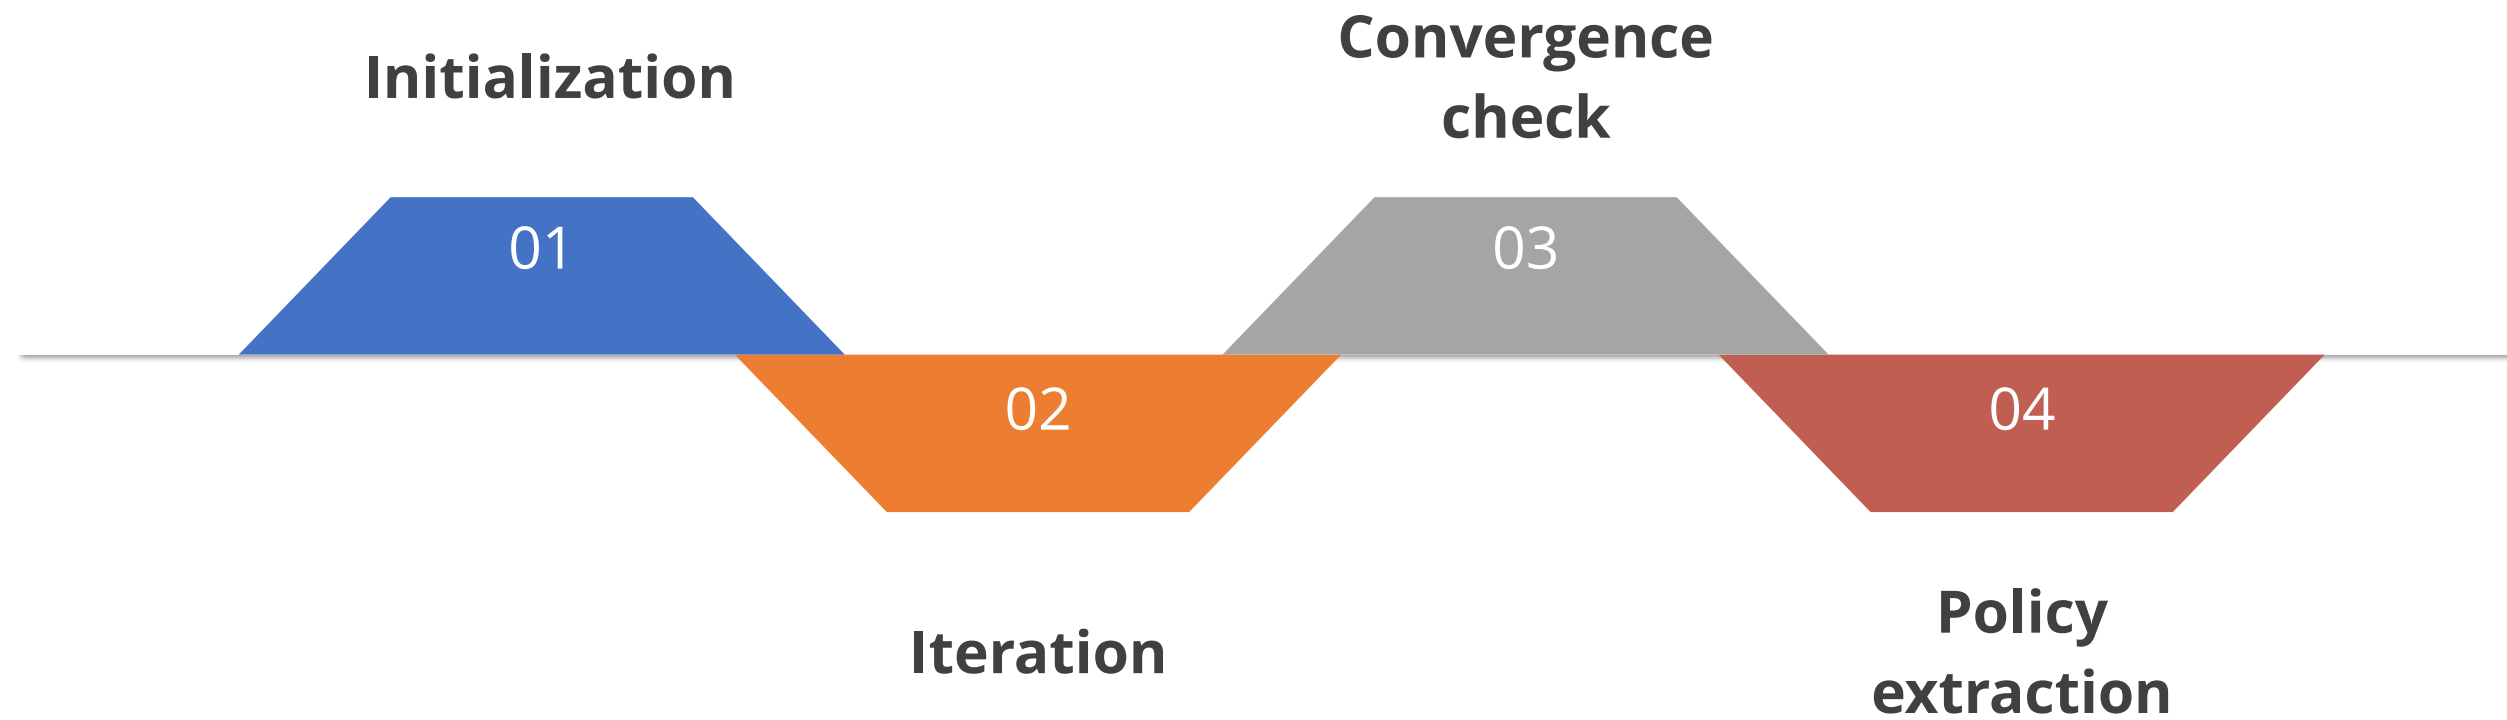 Initialization
01
02
Iteration
Convergence
check
03
04
Policy
extraction